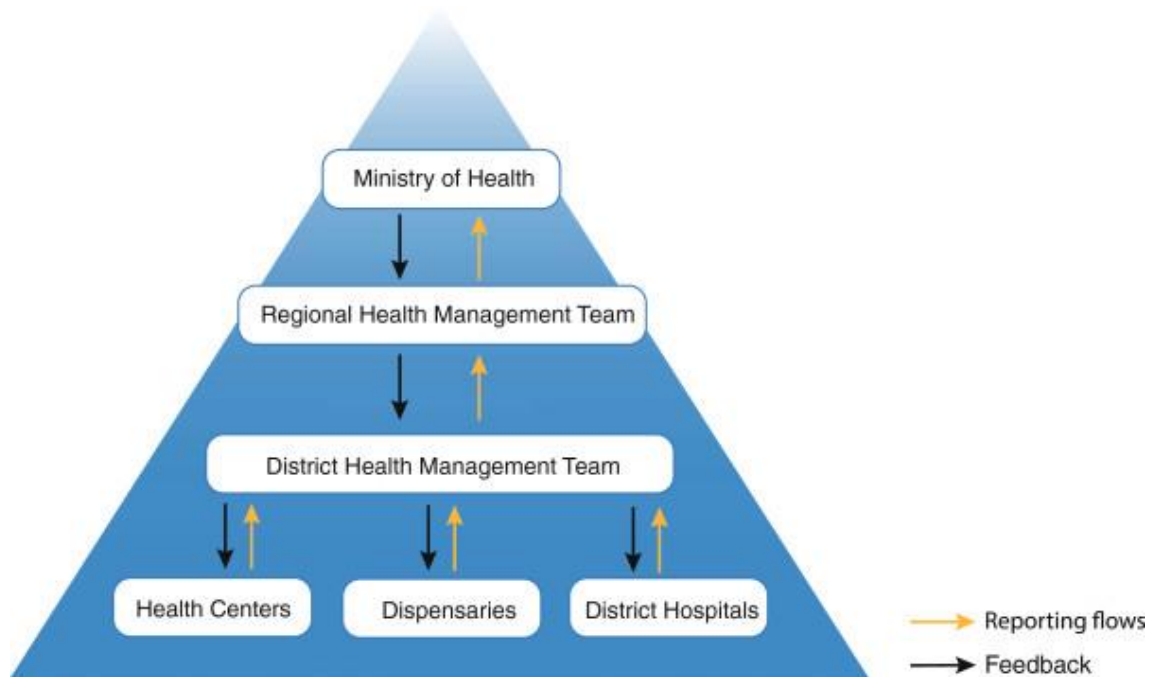 Ministry of Health
Regional Health Management Team
District Health Management Team
Health Centers
Dispensaries
District Hospitals
Reporting flows
Feedback